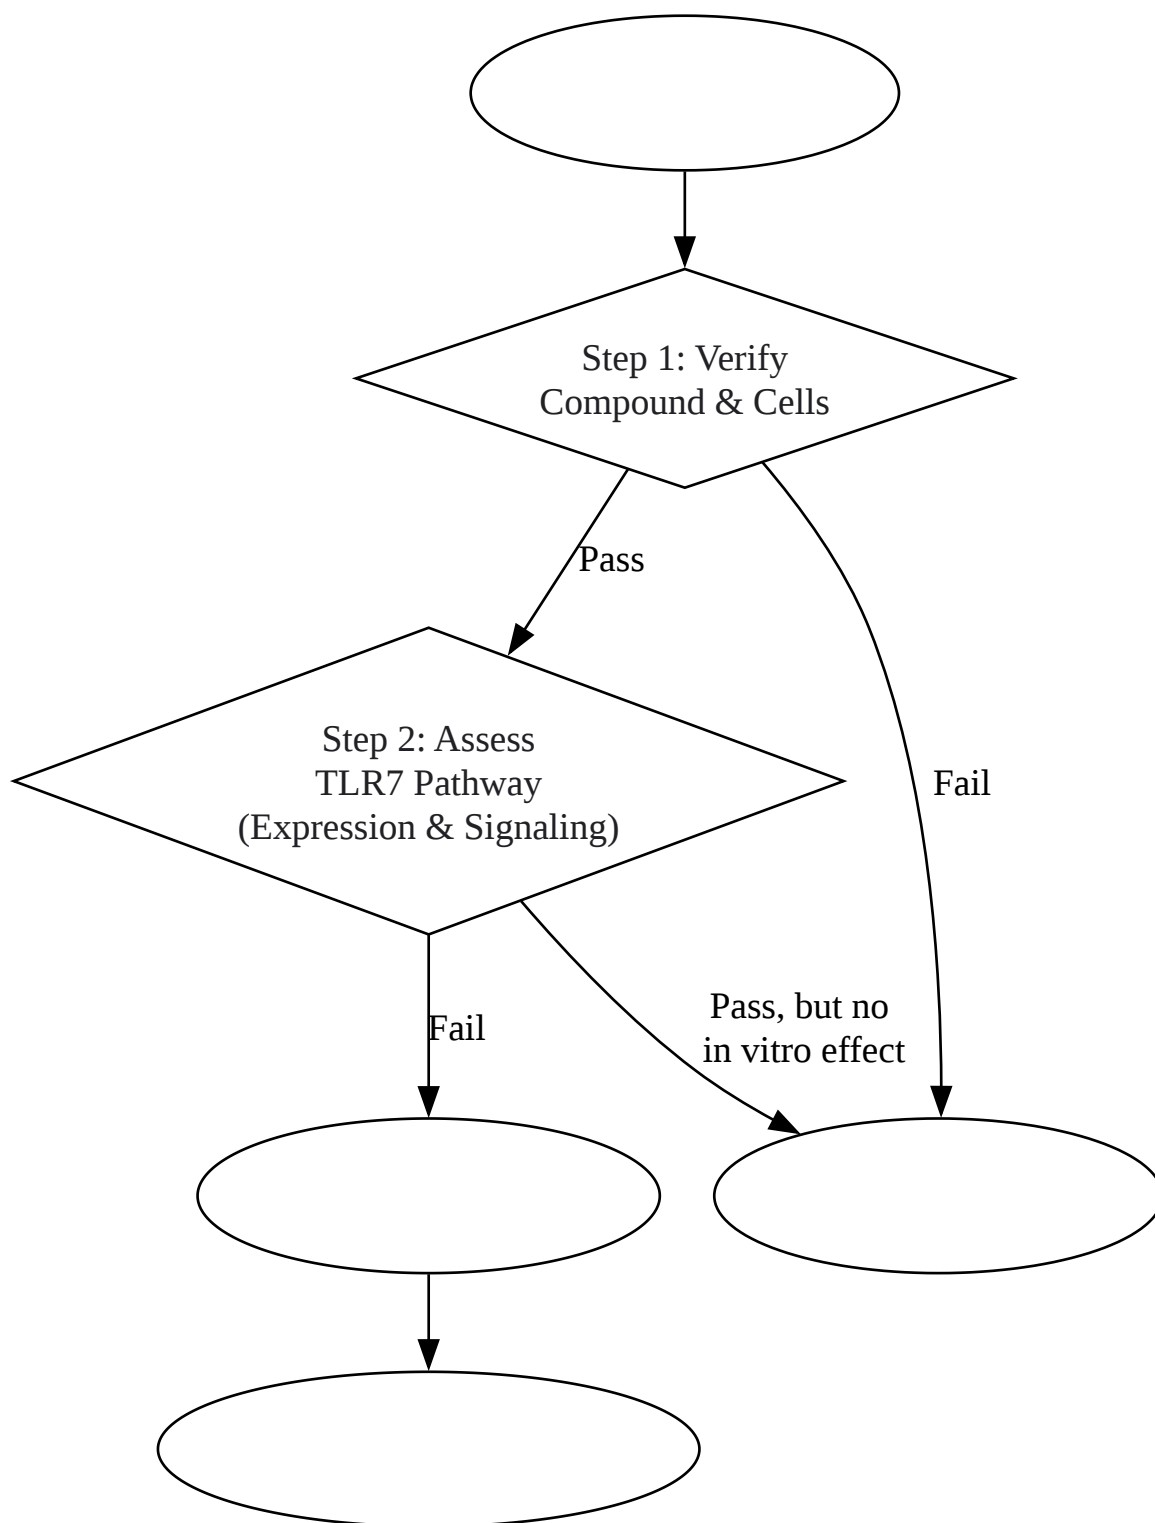 Step 1: Verify
Compound & Cells
Pass
Step 2: Assess
TLR7 Pathway
(Expression & Signaling)
Fail
Pass, but no
in vitro effect
Fail